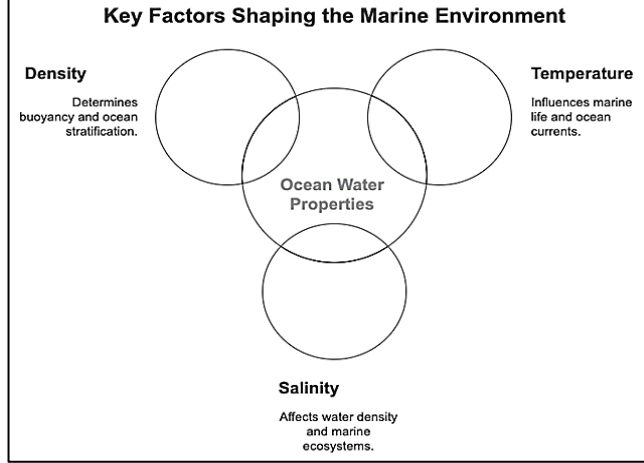 Key Factors Shaping the Marine Environment
Density
Determines
buoyancy and ocean
stratification.
Temperature
Influences marine
life and ocean
currents.
Ocean Water
Properties
Salinity
Affects water density
and marine
ecosystems.